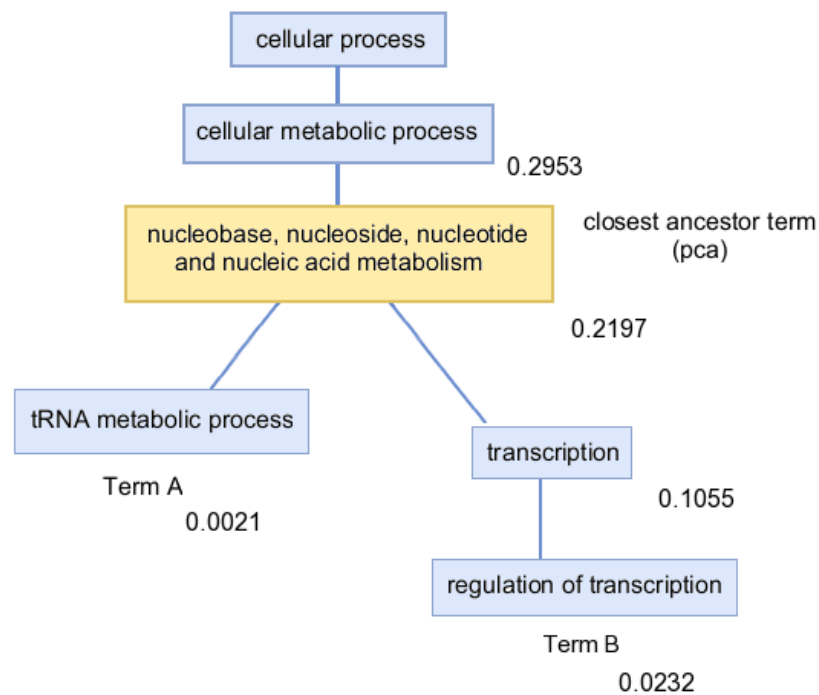 cellular process
cellular metabolic process
0.2953
nucleobase, nucleoside, nucleotide
and nucleic acid metabolism
closest ancestor term
(pca)
0.2197
tRNA metabolic process
Term A
0.0021
transcription
0.1055
regulation of transcription
Term B
0.0232